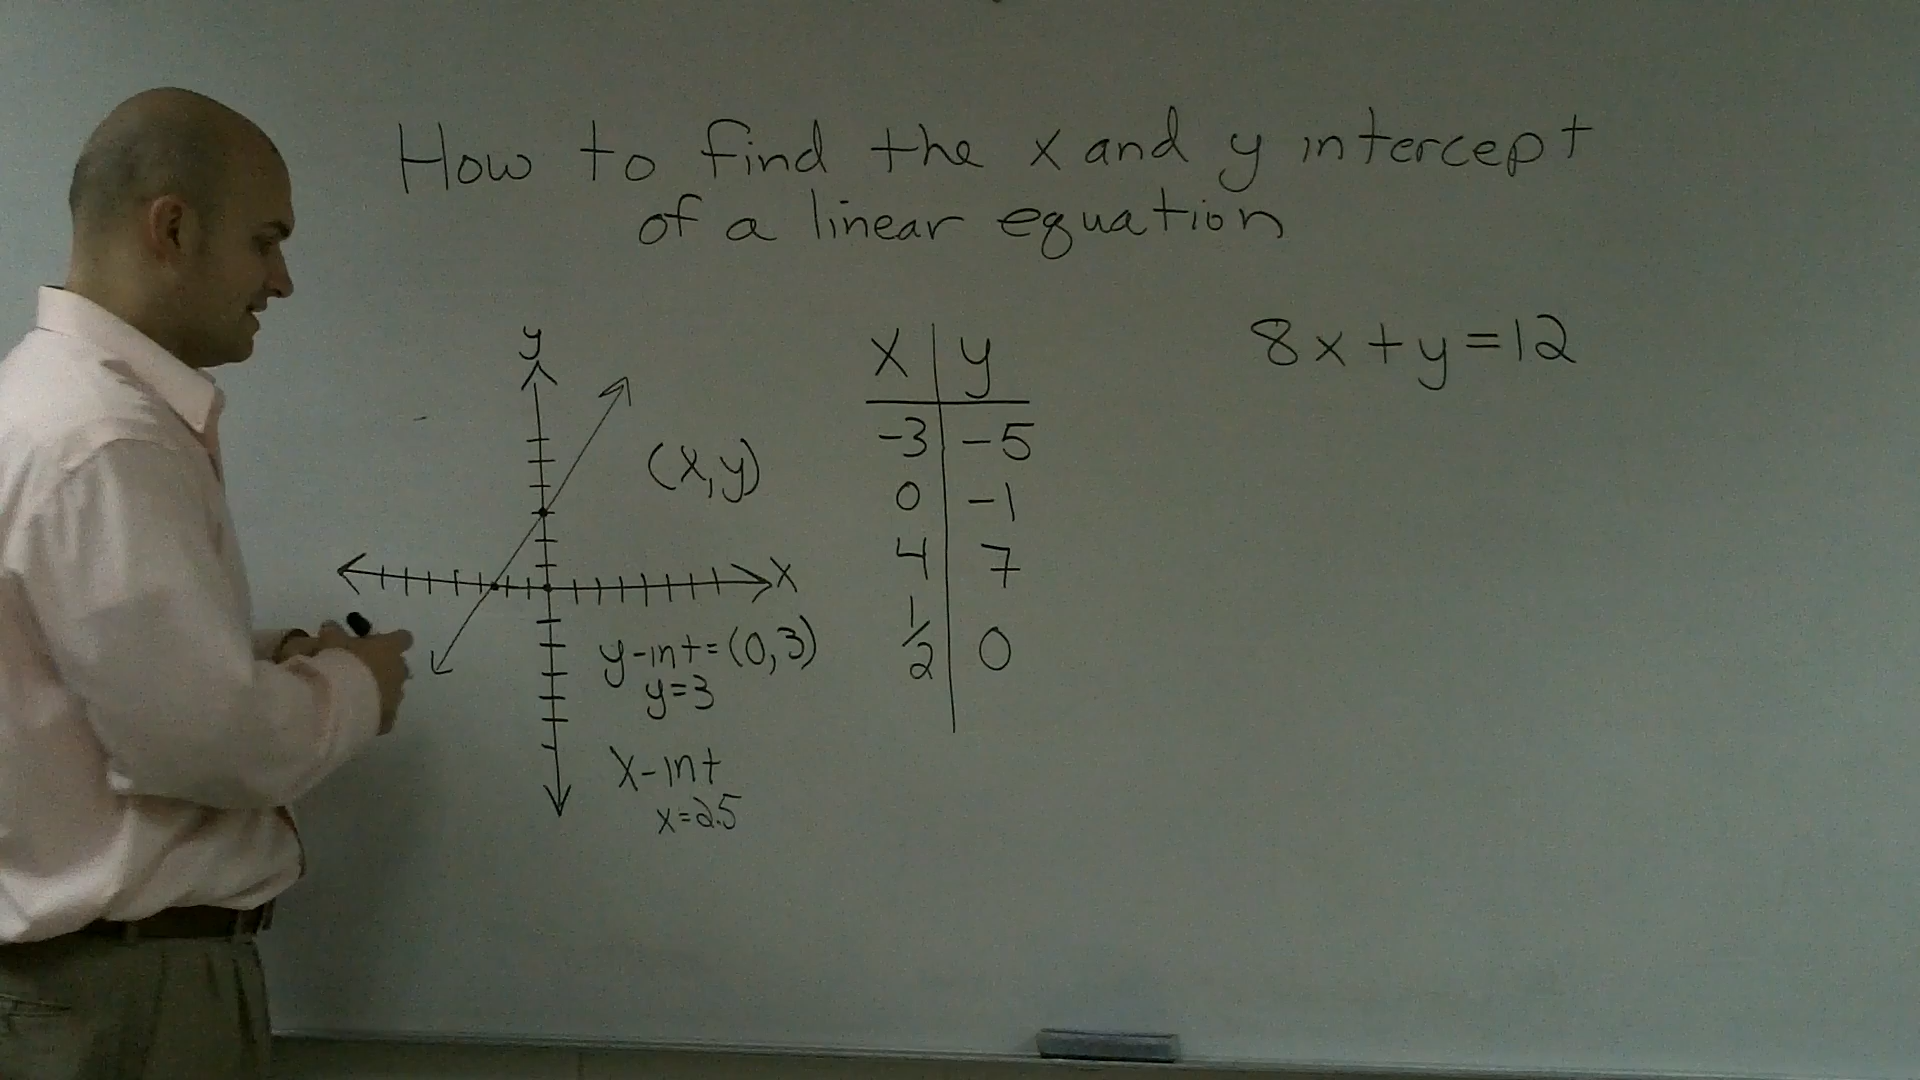 How to find the x and y intercept
of a linear equation
y
(x,y)
x
y-int=(0,3)
y=3
x-int
x=2.5
x y
-3 -5
0 -1
4 7
1/2 0
8x+y=12